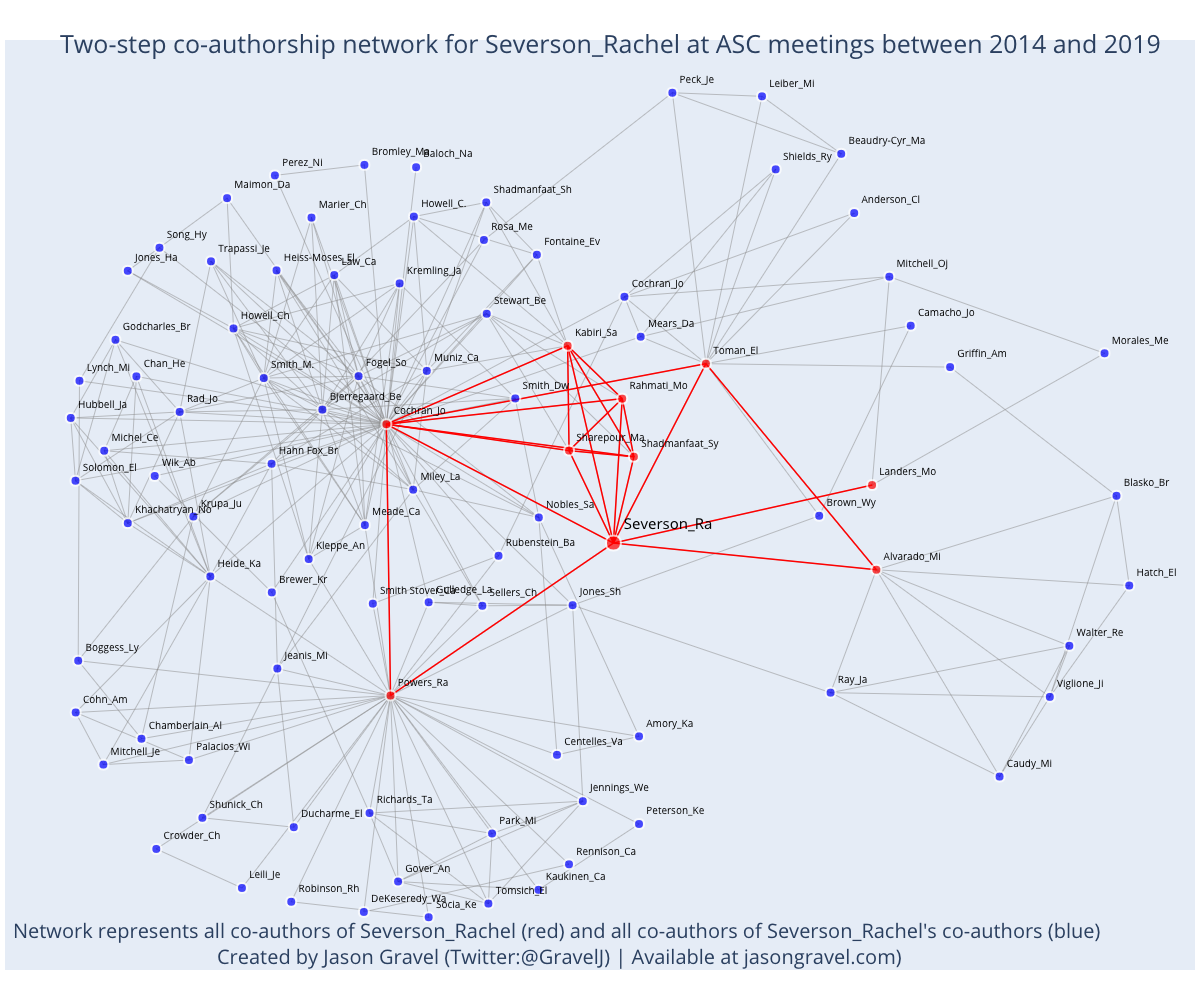 Two-step co-authorship network for Severson_Rachel at ASC meetings between 2014 and 2019
Peck_Je
Leiber_Mi
Beaudry-Cyr_Ma
Bromley_Ma
Baloch_Na
Shields_Ry
Perez_Ni
Maimon_Da
Shadmanfaat_Sh
Anderson_Cl
Marier_Ch
Howell_C.
Rosa_Me
Song_Hy
Fontaine_Ev
Trapassi_Je
Jones_Ha
Heiss-Moses_El
Law_Ca
Kremling_Ja
Mitchell_Oj
Cochran_Jo
Stewart_Be
Camacho_Jo
Howell_Ch
Godcharles_Br
Mears_Da
Kabiri_Sa
Morales_Me
Toman_El
Griffin_Am
Muniz_Ca
Fogel_So
Smith_M.
Chan_He
Lynch_Mi
Smith_Dw
Rahmati_Mo
Bjerregaard_Be
Rad_Jo
Hubbell_Ja
Cochran_Jo
Sharepour_Ma
Shadmanfaat_Sy
Michel_Ce
Hahn Fox_Br
Wik_Ab
Solomon_El
Miley_La
Landers_Mo
Blasko_Br
Krupa_Ju
Khachatryan_No
Meade_Ca
Nobles_Sa
Brown_Wy
Severson_Ra
Rubenstein_Ba
Kleppe_An
Heide_Ka
Alvarado_Mi
Hatch_El
Brewer_Kr
Smith Stover_Ca
Gulledge_La
Sellers_Ch
Jones_Sh
Walter_Re
Boggess_Ly
Jeanis_Mi
Powers_Ra
Ray_Ja
Viglione_Ji
Cohn_Am
Chamberlain_Al
Mitchell_Je
Palacios_Wi
Amory_Ka
Centelles_Va
Caudy_Mi
Jennings_We
Shunick_Ch
Richards_Ta
Ducharme_El
Peterson_Ke
Park_Mi
Crowder_Ch
Rennison_Ca
Gover_An
Leili_Je
Kaukinen_Ca
Robinson_Rh
DeKeseredy_Wa
Socia_Ke
Tomsich_El
Network represents all co-authors of Severson_Rachel (red) and all co-authors of Severson_Rachel's co-authors (blue)
Created by Jason Gravel (Twitter:@GravelJ) | Available at jasongravel.com)